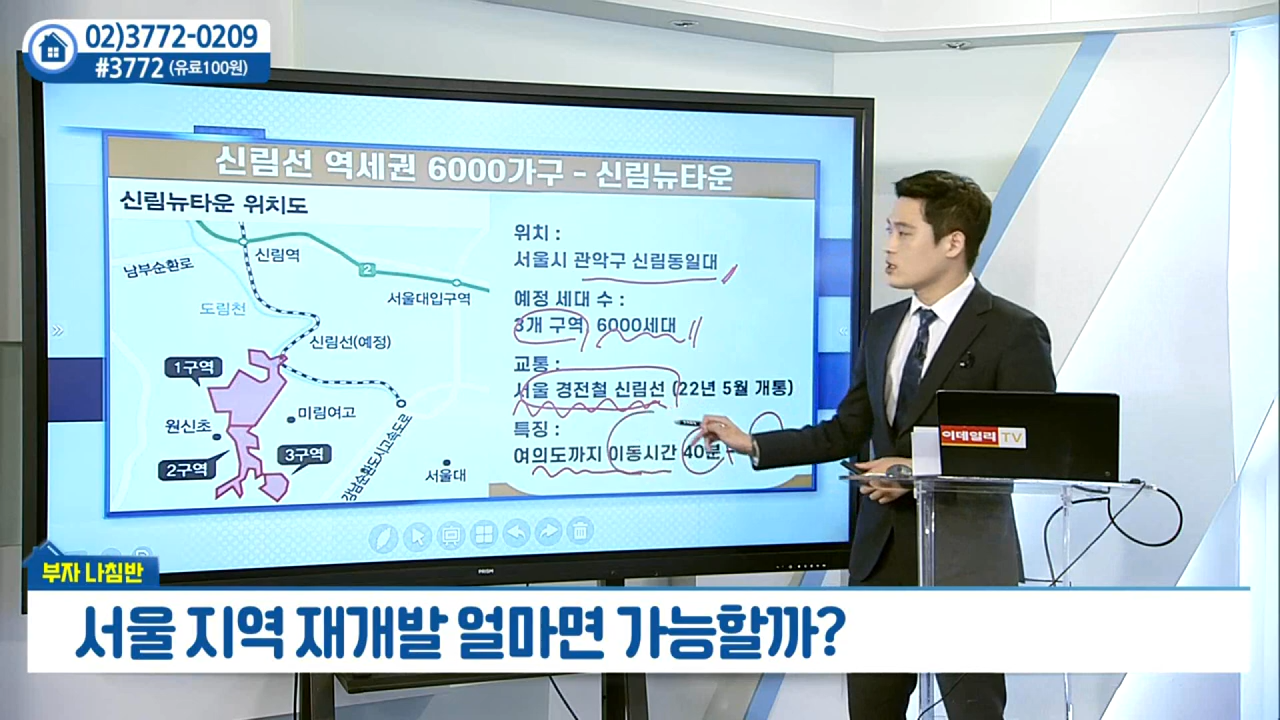 02)3772-0209
#3772 (유료100원)
신림선 역세권 6000가구 - 신림뉴타운
신림뉴타운 위치도
신림역
남부순환로
2
서울대입구역
도림천
신림선(예정)
1구역
미림여고
원신초
2구역
3구역
강남순환도시고속도로
서울대
위치 :
서울시 관악구 신림동일대
예정 세대 수 :
3개 구역, 6000세대
교통 :
서울 경전철 신림선 (22년 5월 개통)
특징 :
여의도까지 이동시간 40분
PRISM
이데일리 TV
부자 나침반
서울 지역 재개발 얼마면 가능할까?